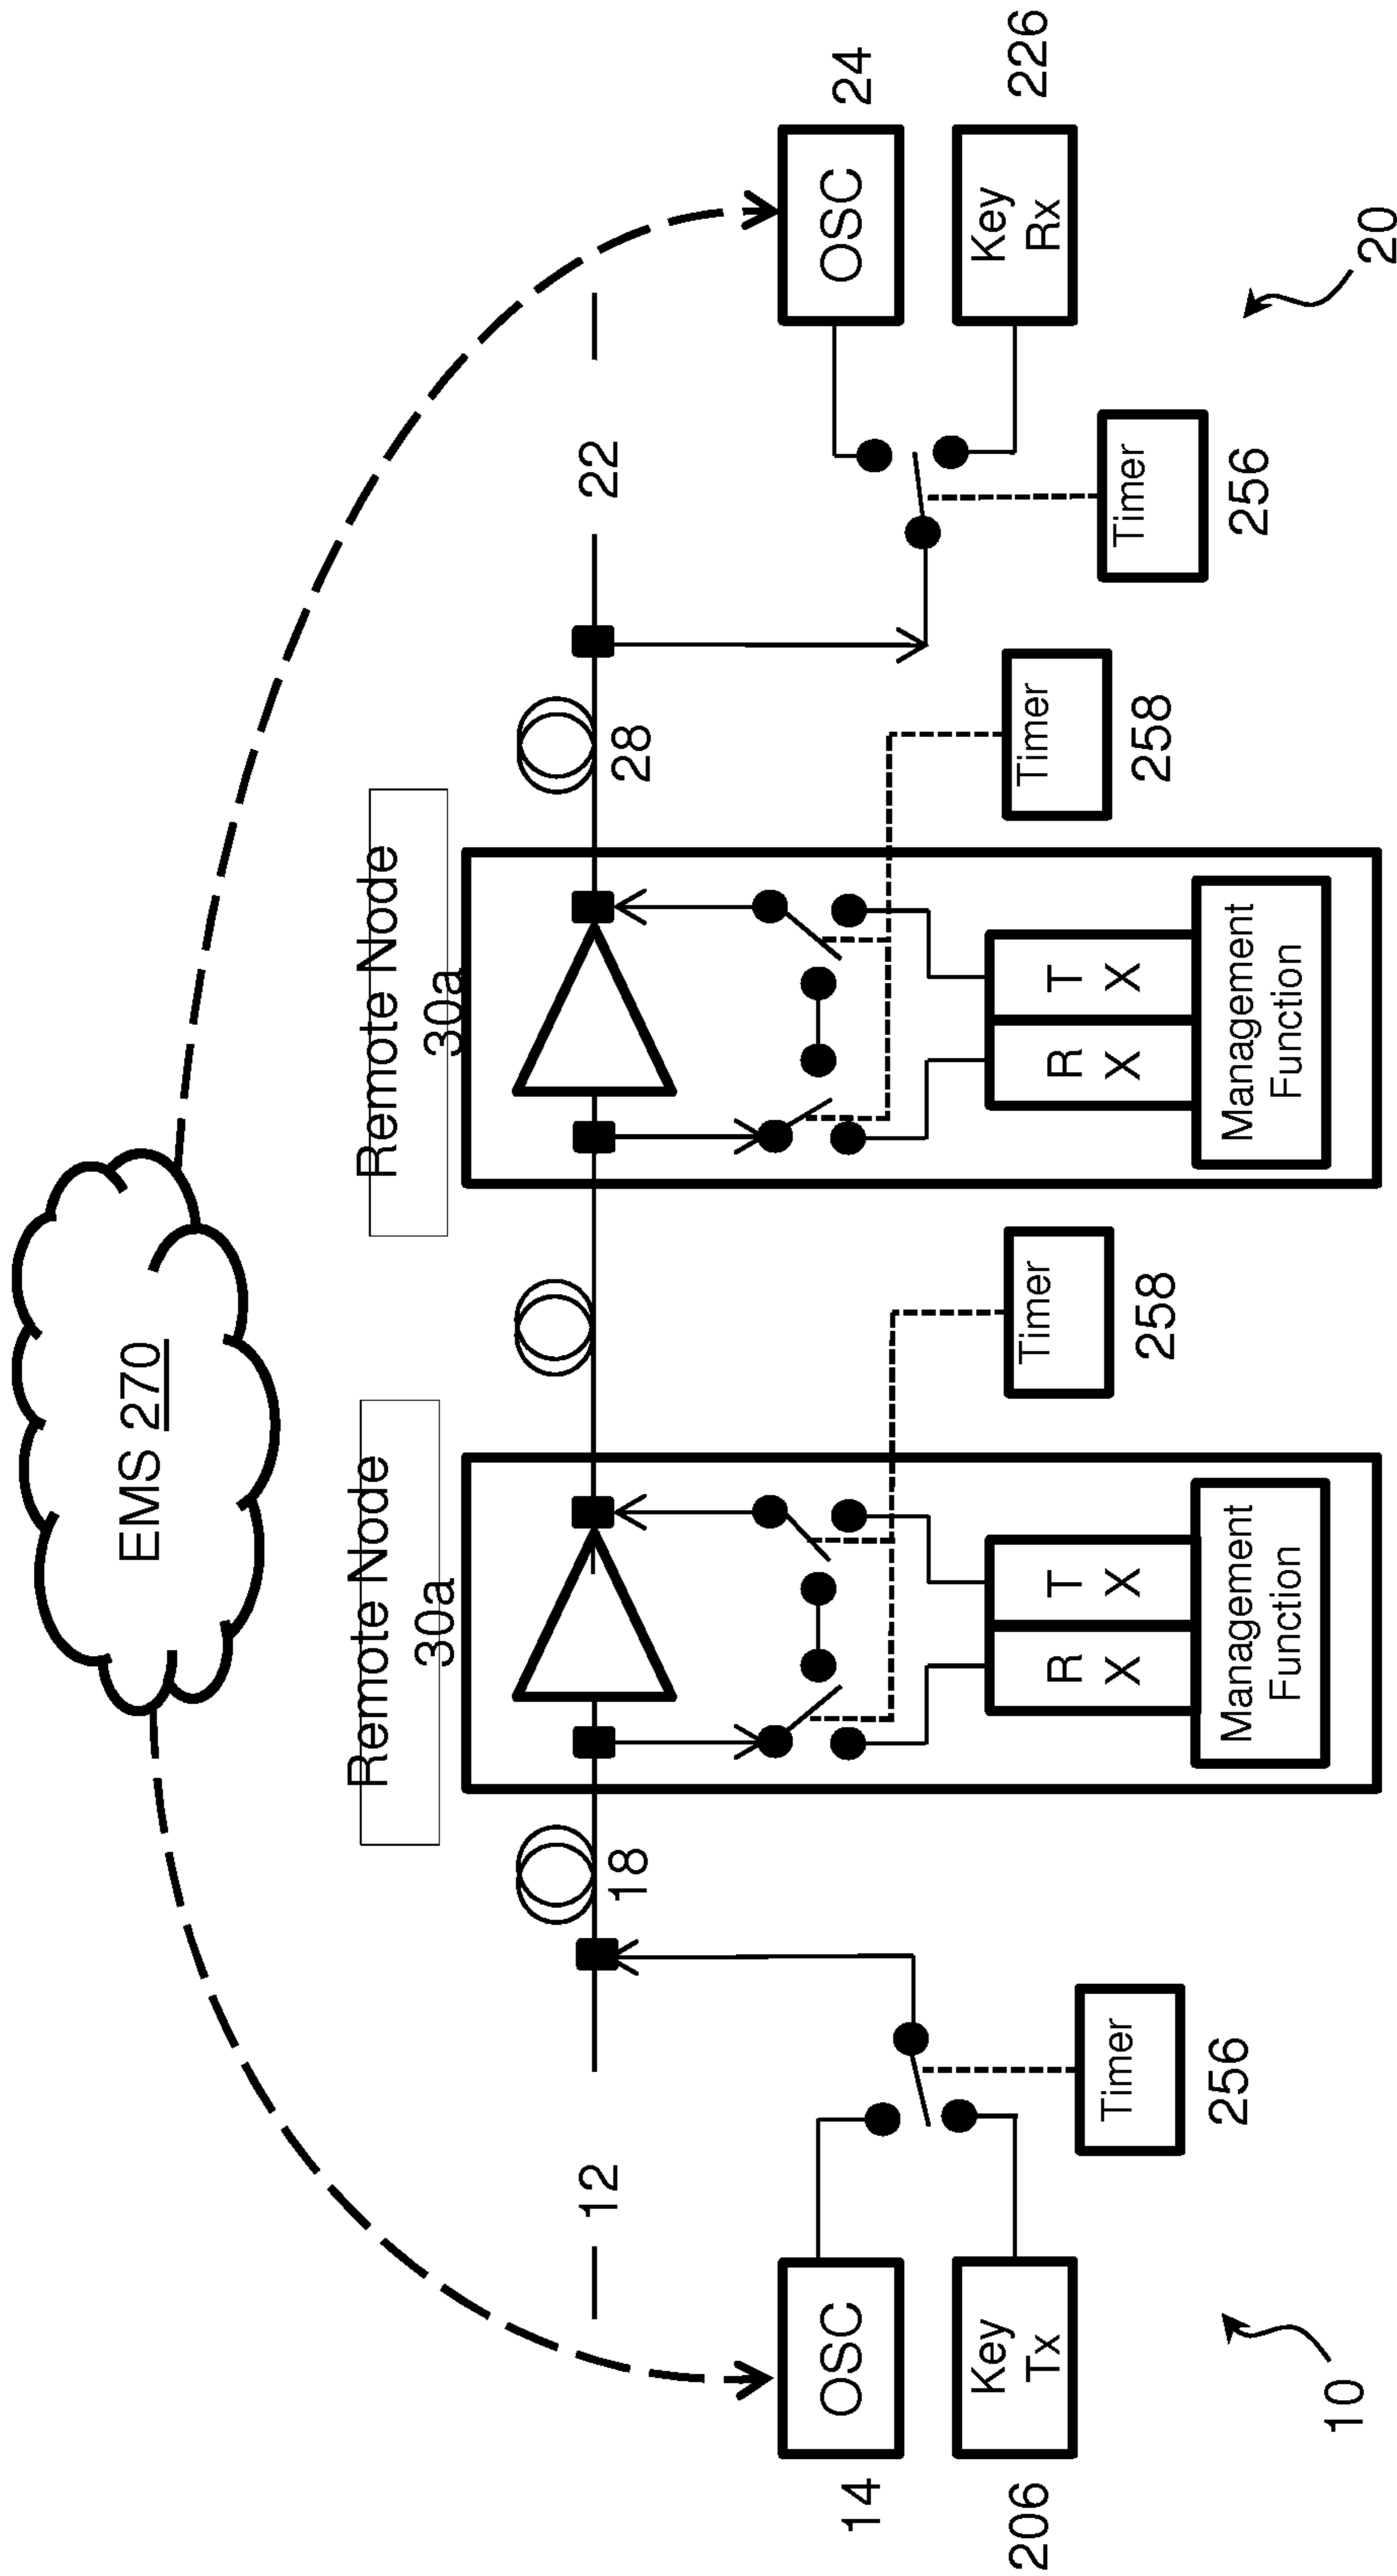 EMS 270
Remote Node
30a
Remote Node
30a
12
18
28
22
14
OSC
206
Key
Tx
Timer
256
10
R
X
T
X
Management
Function
Timer
258
R
X
T
X
Management
Function
Timer
258
OSC
24
Key
Rx
226
Timer
256
20